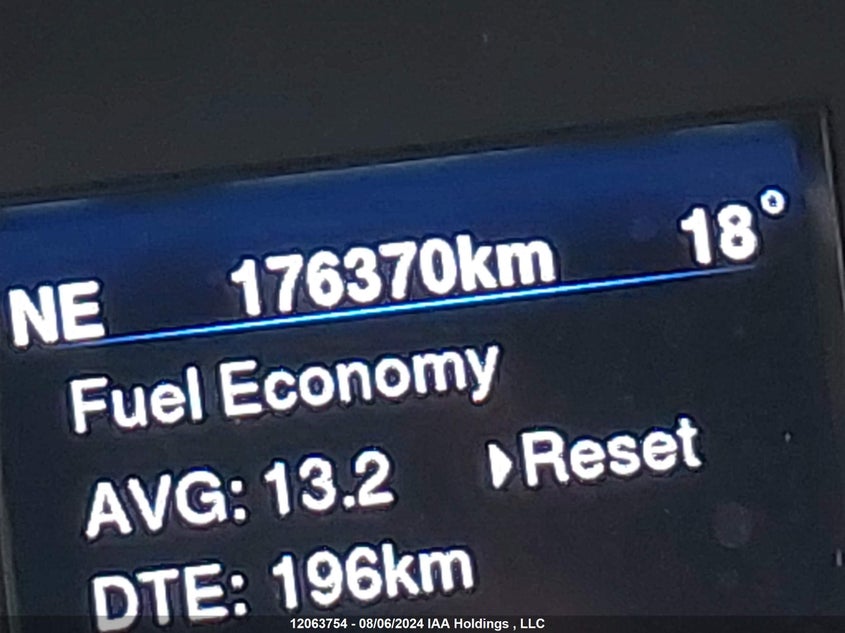 NE 176370km 18°
Fuel Economy
AVG: 13.2 Reset
DTE: 196km
12063754 - 08/06/2024 IAA Holdings , LLC